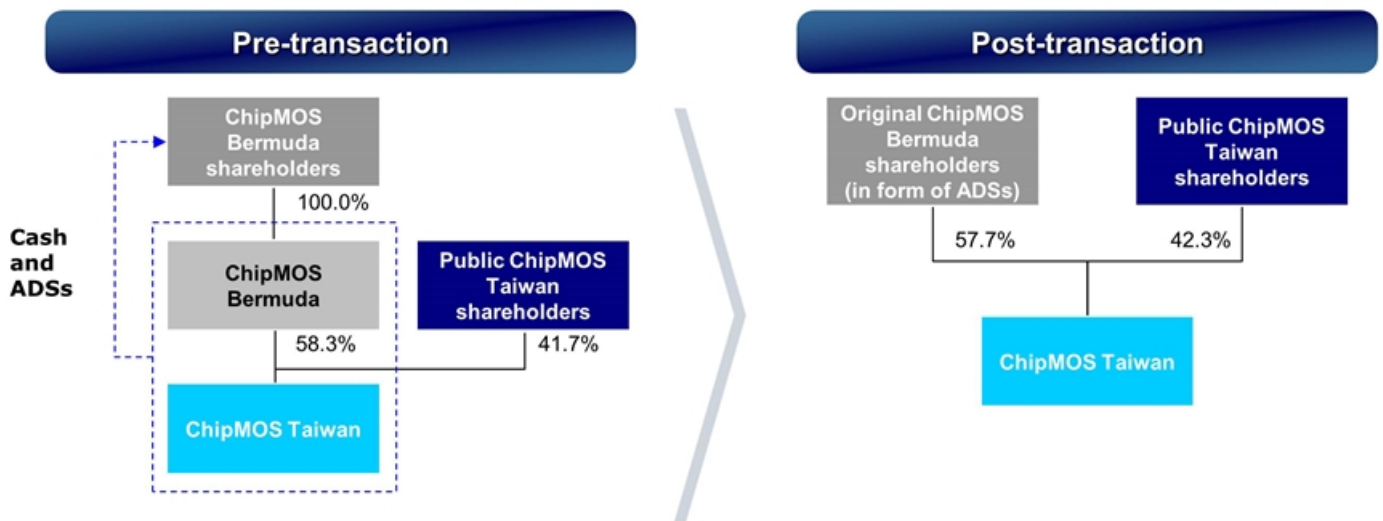 Pre-transaction
ChipMOS
Bermuda
shareholders
100.0%
Cash
and
ADSs
ChipMOS
Bermuda
Public ChipMOS
Taiwan
shareholders
58.3%
41.7%
ChipMOS Taiwan
Post-transaction
Original ChipMOS
Bermuda
shareholders
(in form of ADSs)
Public ChipMOS
Taiwan
shareholders
57.7%
42.3%
ChipMOS Taiwan